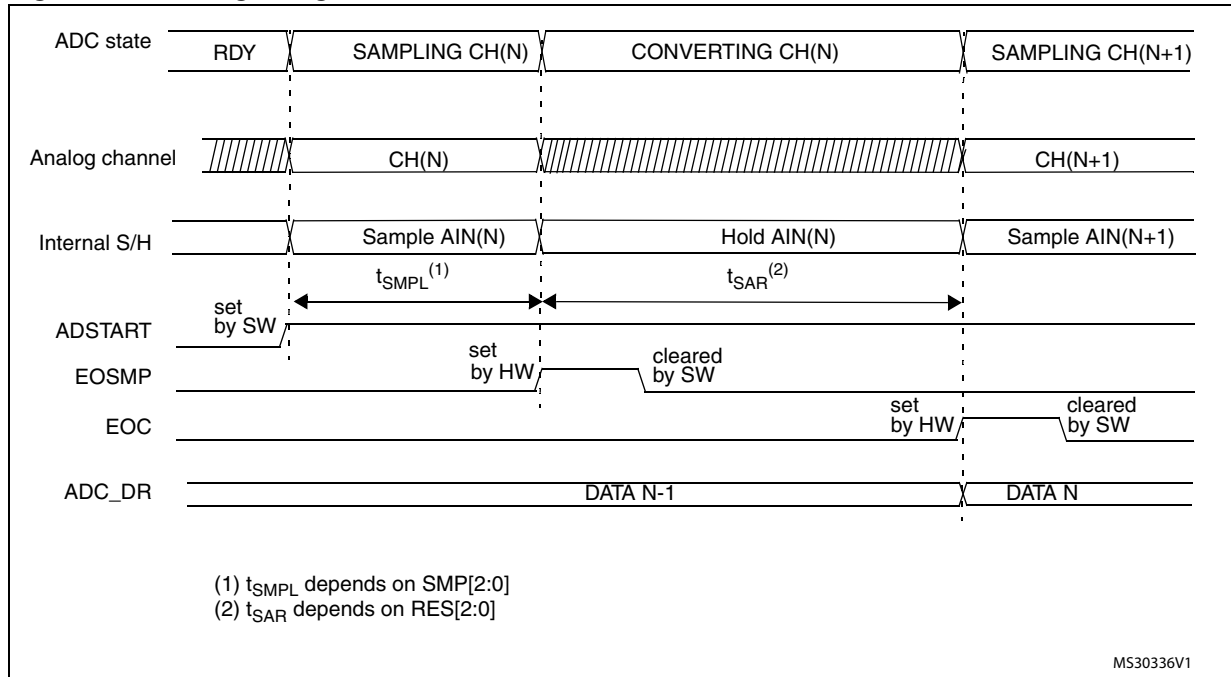 ADC state RDY SAMPLING CH(N) CONVERTING CH(N) SAMPLING CH(N+1)
Analog channel CH(N) CH(N+1)
Internal S/H Sample AIN(N) Hold AIN(N) Sample AIN(N+1)
tSMPL(1) tSAR(2)
set
by SW
ADSTART
set
by HW
cleared
by SW
EOSMP
set
by HW
cleared
by SW
EOC
ADC_DR DATA N-1 DATA N
(1) tSMPL depends on SMP[2:0]
(2) tSAR depends on RES[2:0]
MS30336V1